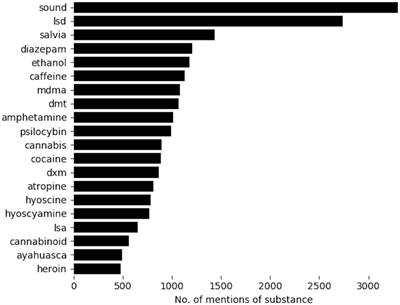 sound
lsd
salvia
diazepam
ethanol
caffeine
mdma
dmt
amphetamine
psilocybin
cannabis
cocaine
dxm
atropine
hyoscine
hyoscyamine
lsa
cannabinoid
ayahuasca
heroin
0 500 1000 1500 2000 2500 3000
No. of mentions of substance